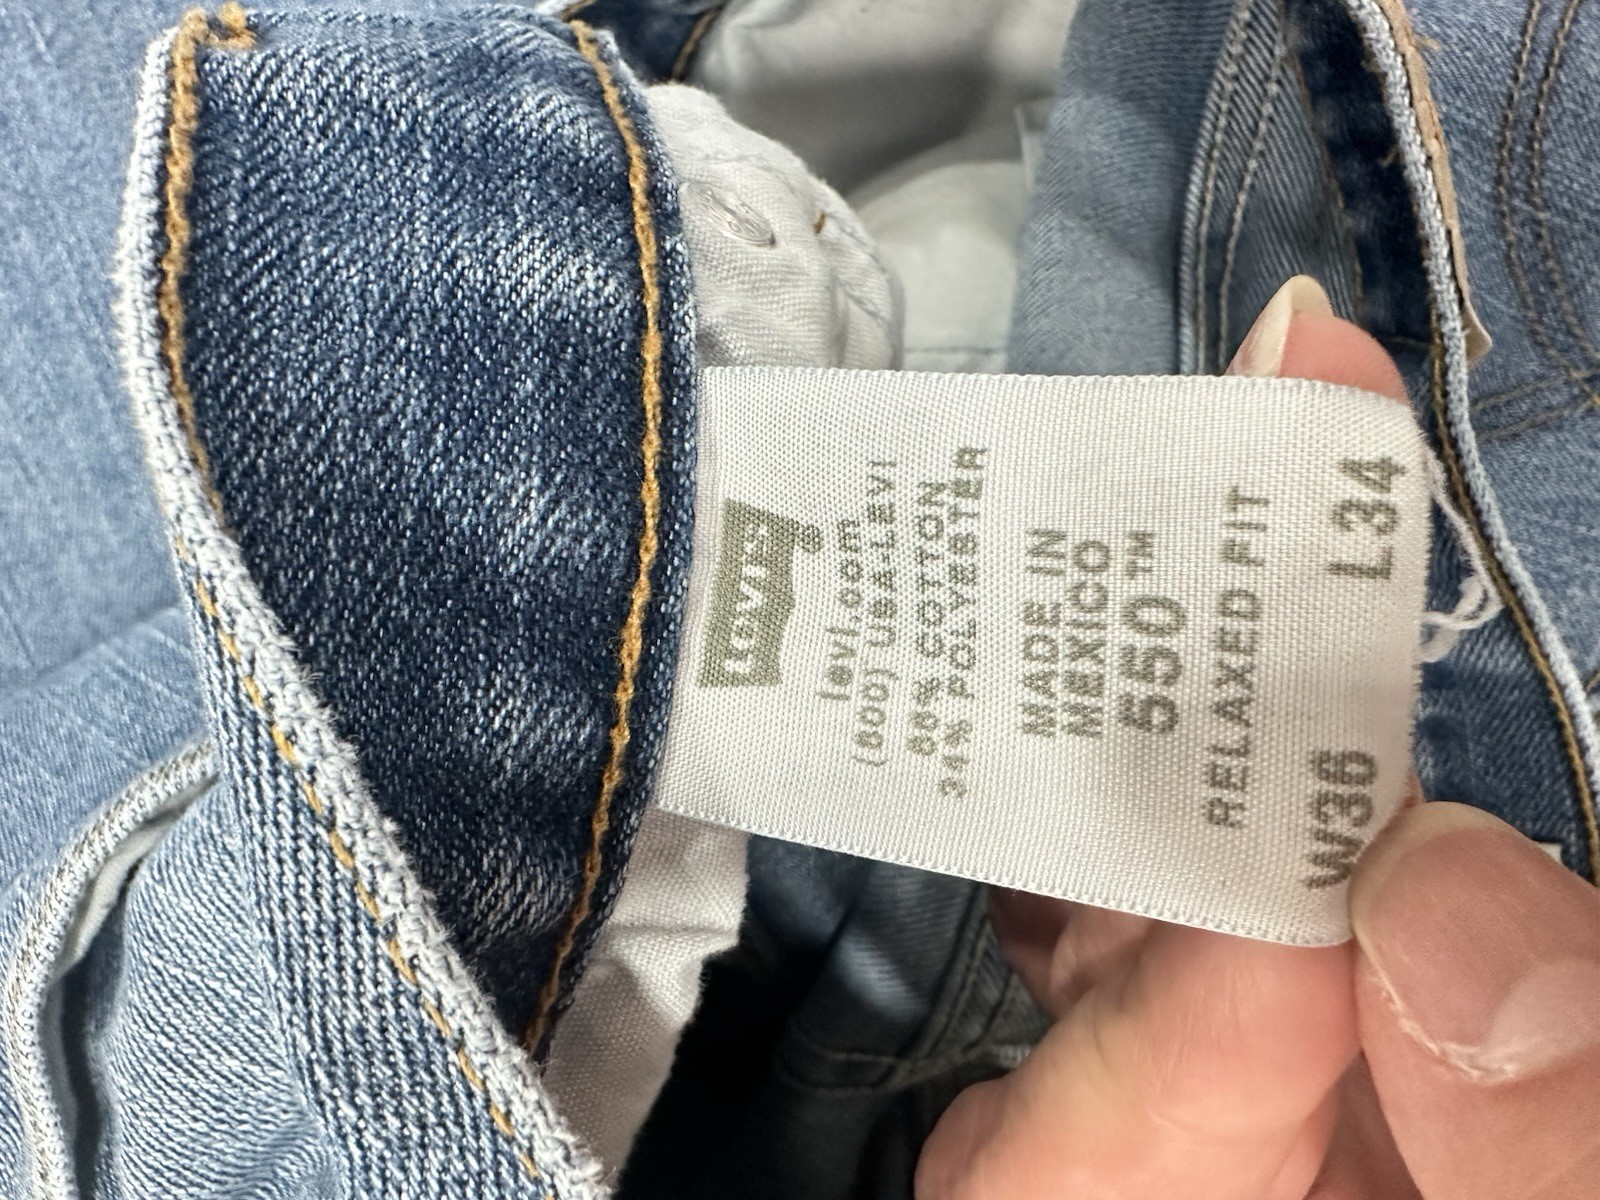 LEVI'S
levi.com
(800) USA LEVI
66% COTTON
34% POLYESTER
MADE IN
MEXICO
550™
RELAXED FIT
W36 L34